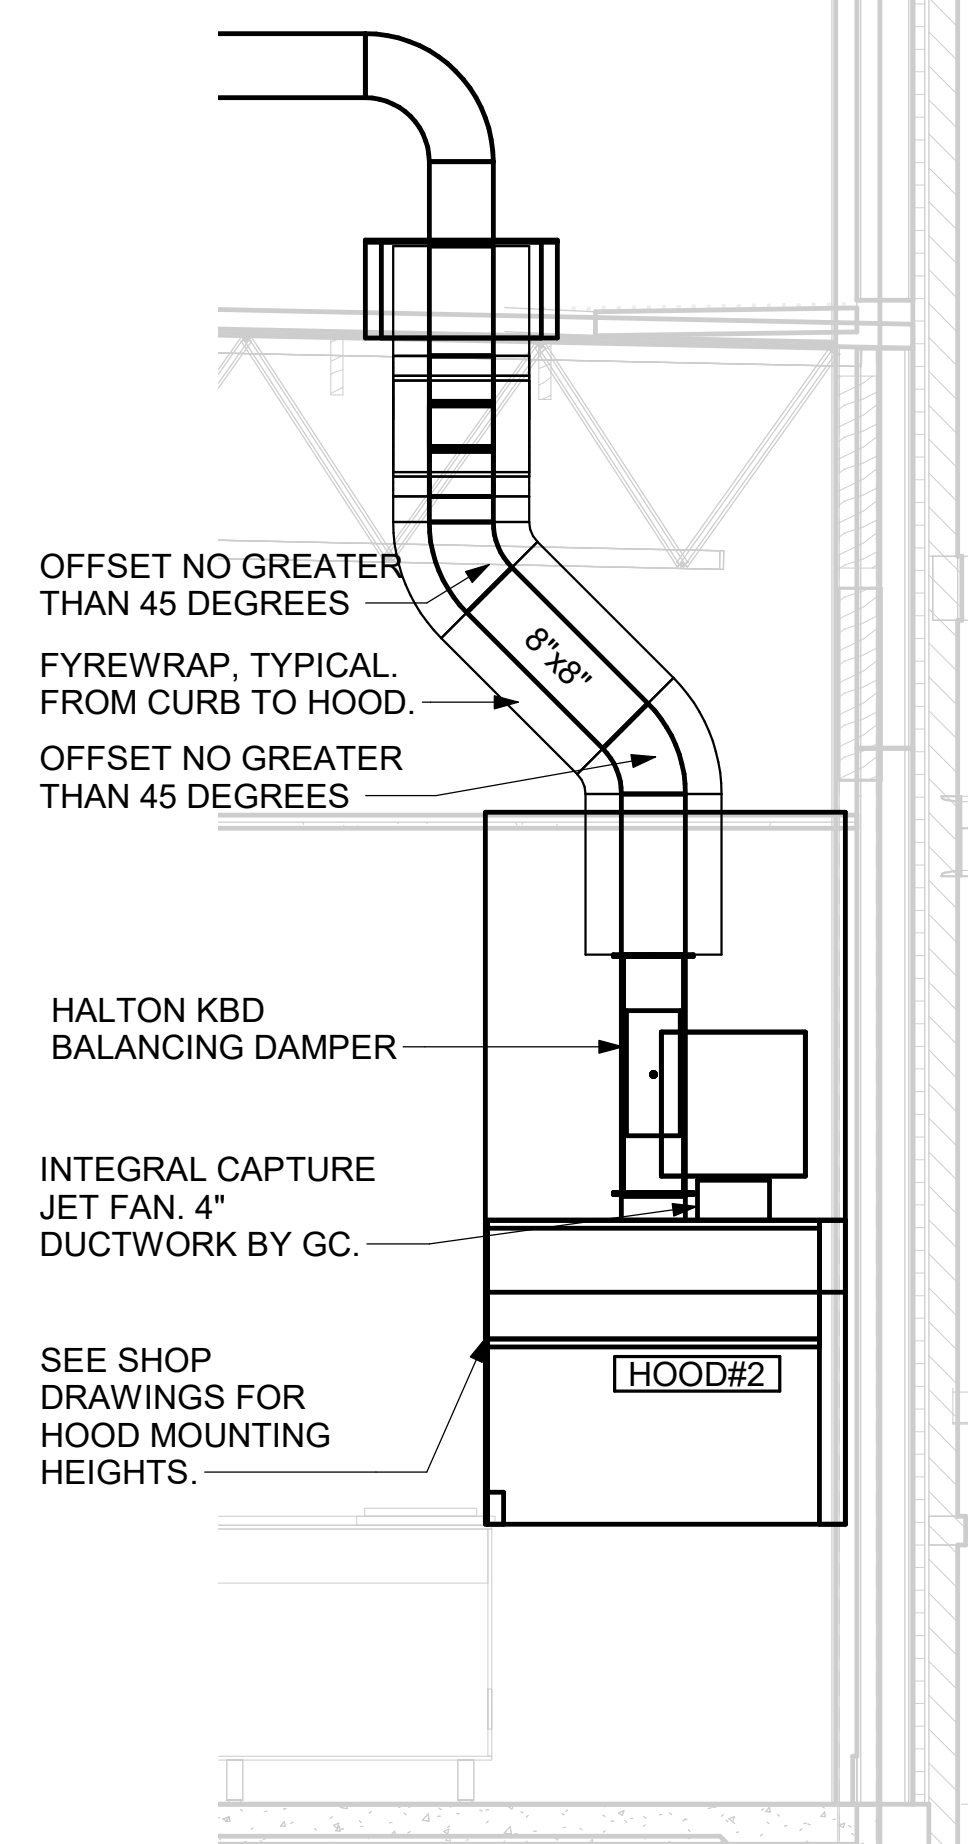 OFFSET NO GREATER
THAN 45 DEGREES
8"x8"
FYREWRAP, TYPICAL.
FROM CURB TO HOOD.
OFFSET NO GREATER
THAN 45 DEGREES
HALTON KBD
BALANCING DAMPER
INTEGRAL CAPTURE
JET FAN. 4"
DUCTWORK BY GC.
SEE SHOP
DRAWINGS FOR
HOOD MOUNTING
HEIGHTS.
HOOD#2